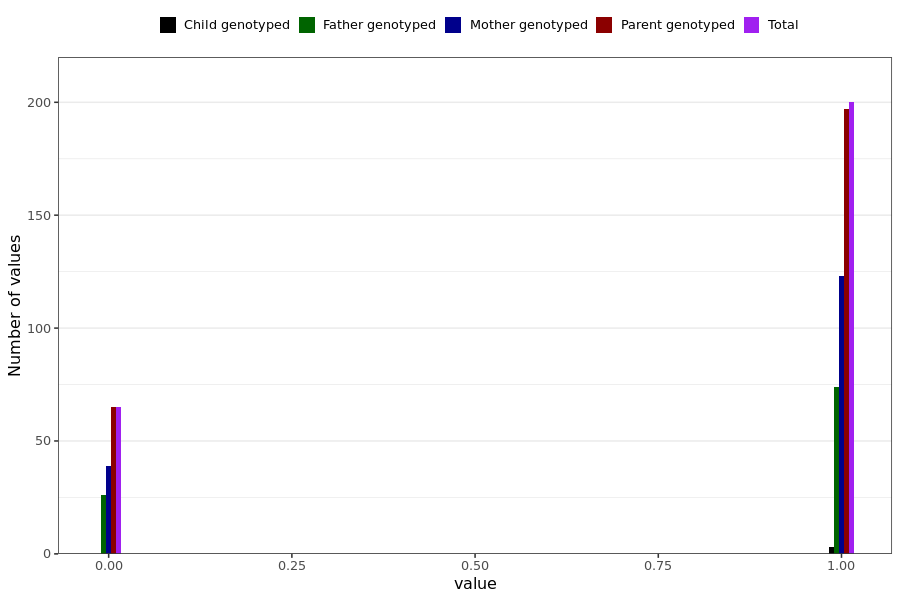 Child genotyped Father genotyped Mother genotyped Parent genotyped Total
Number of values
200
150
100
50
0
0.00 0.25 0.50 0.75 1.00
value